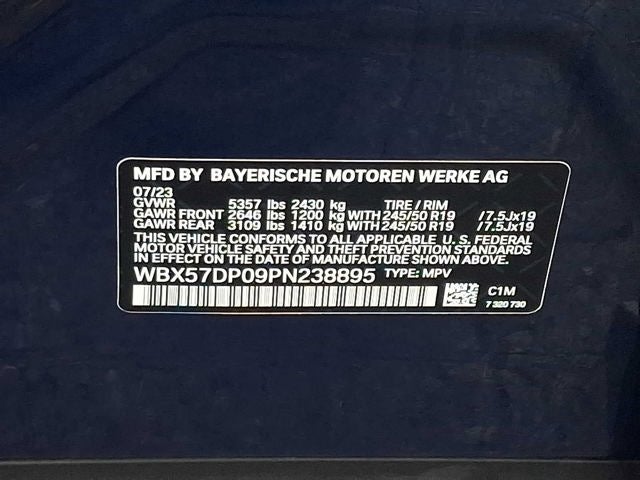 MFD BY BAYERISCHE MOTOREN WERKE AG
07/23
GVWR 5357 lbs 2430 kg TIRE / RIM
GAWR FRONT 2646 lbs 1200 kg WITH 245/50 R19 /7.5Jx19
GAWR REAR 3109 lbs 1410 kg WITH 245/50 R19 /7.5Jx19
THIS VEHICLE CONFORMS TO ALL APPLICABLE U. S. FEDERAL
MOTOR VEHICLE SAFETY, BUMPER, AND THEFT PREVENTION STANDARDS
IN EFFECT ON THE DATE OF MANUFACTURE SHOWN ABOVE.
WBX57DP09PN238895 TYPE: MPV
C1M
7 320 730